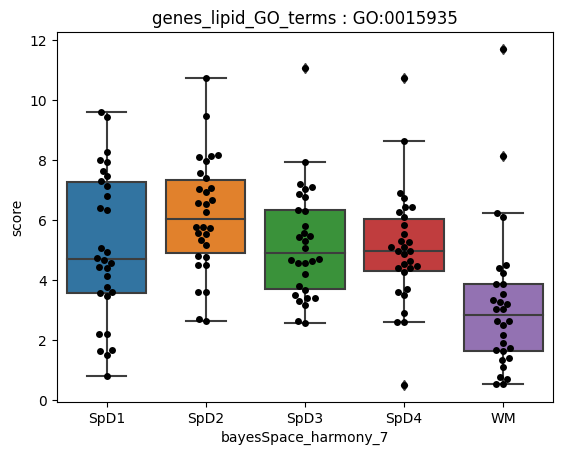 genes_lipid_GO_terms : GO:0015935
12
10
8
6
4
2
0
score
SpD1 SpD2 SpD3 SpD4 WM
bayesSpace_harmony_7